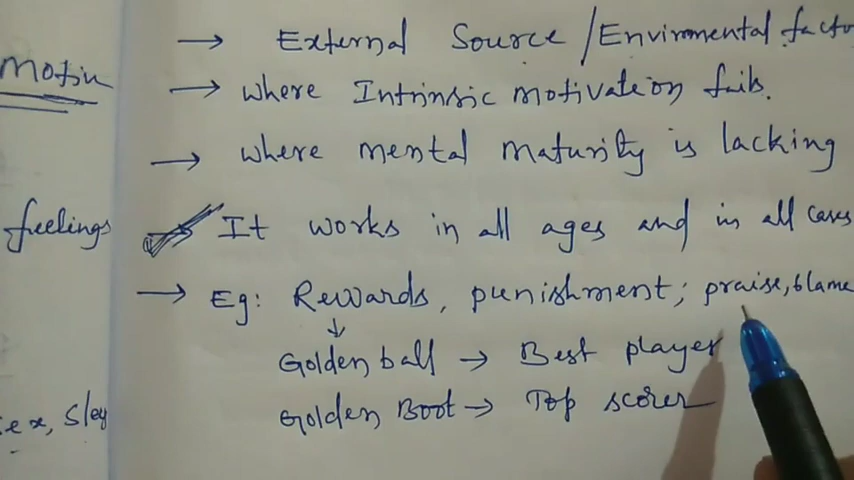 → External Source / Enviromental facto
Motin
→ where Intrinsic motivation fails.
→ where mental maturity is lacking
feelings
It works in all ages and in all cases
→ Eg: Rewards, punishment; praise, blame
↓
Golden ball → Best player
ex, Sley
Golden Boot → Top scorer